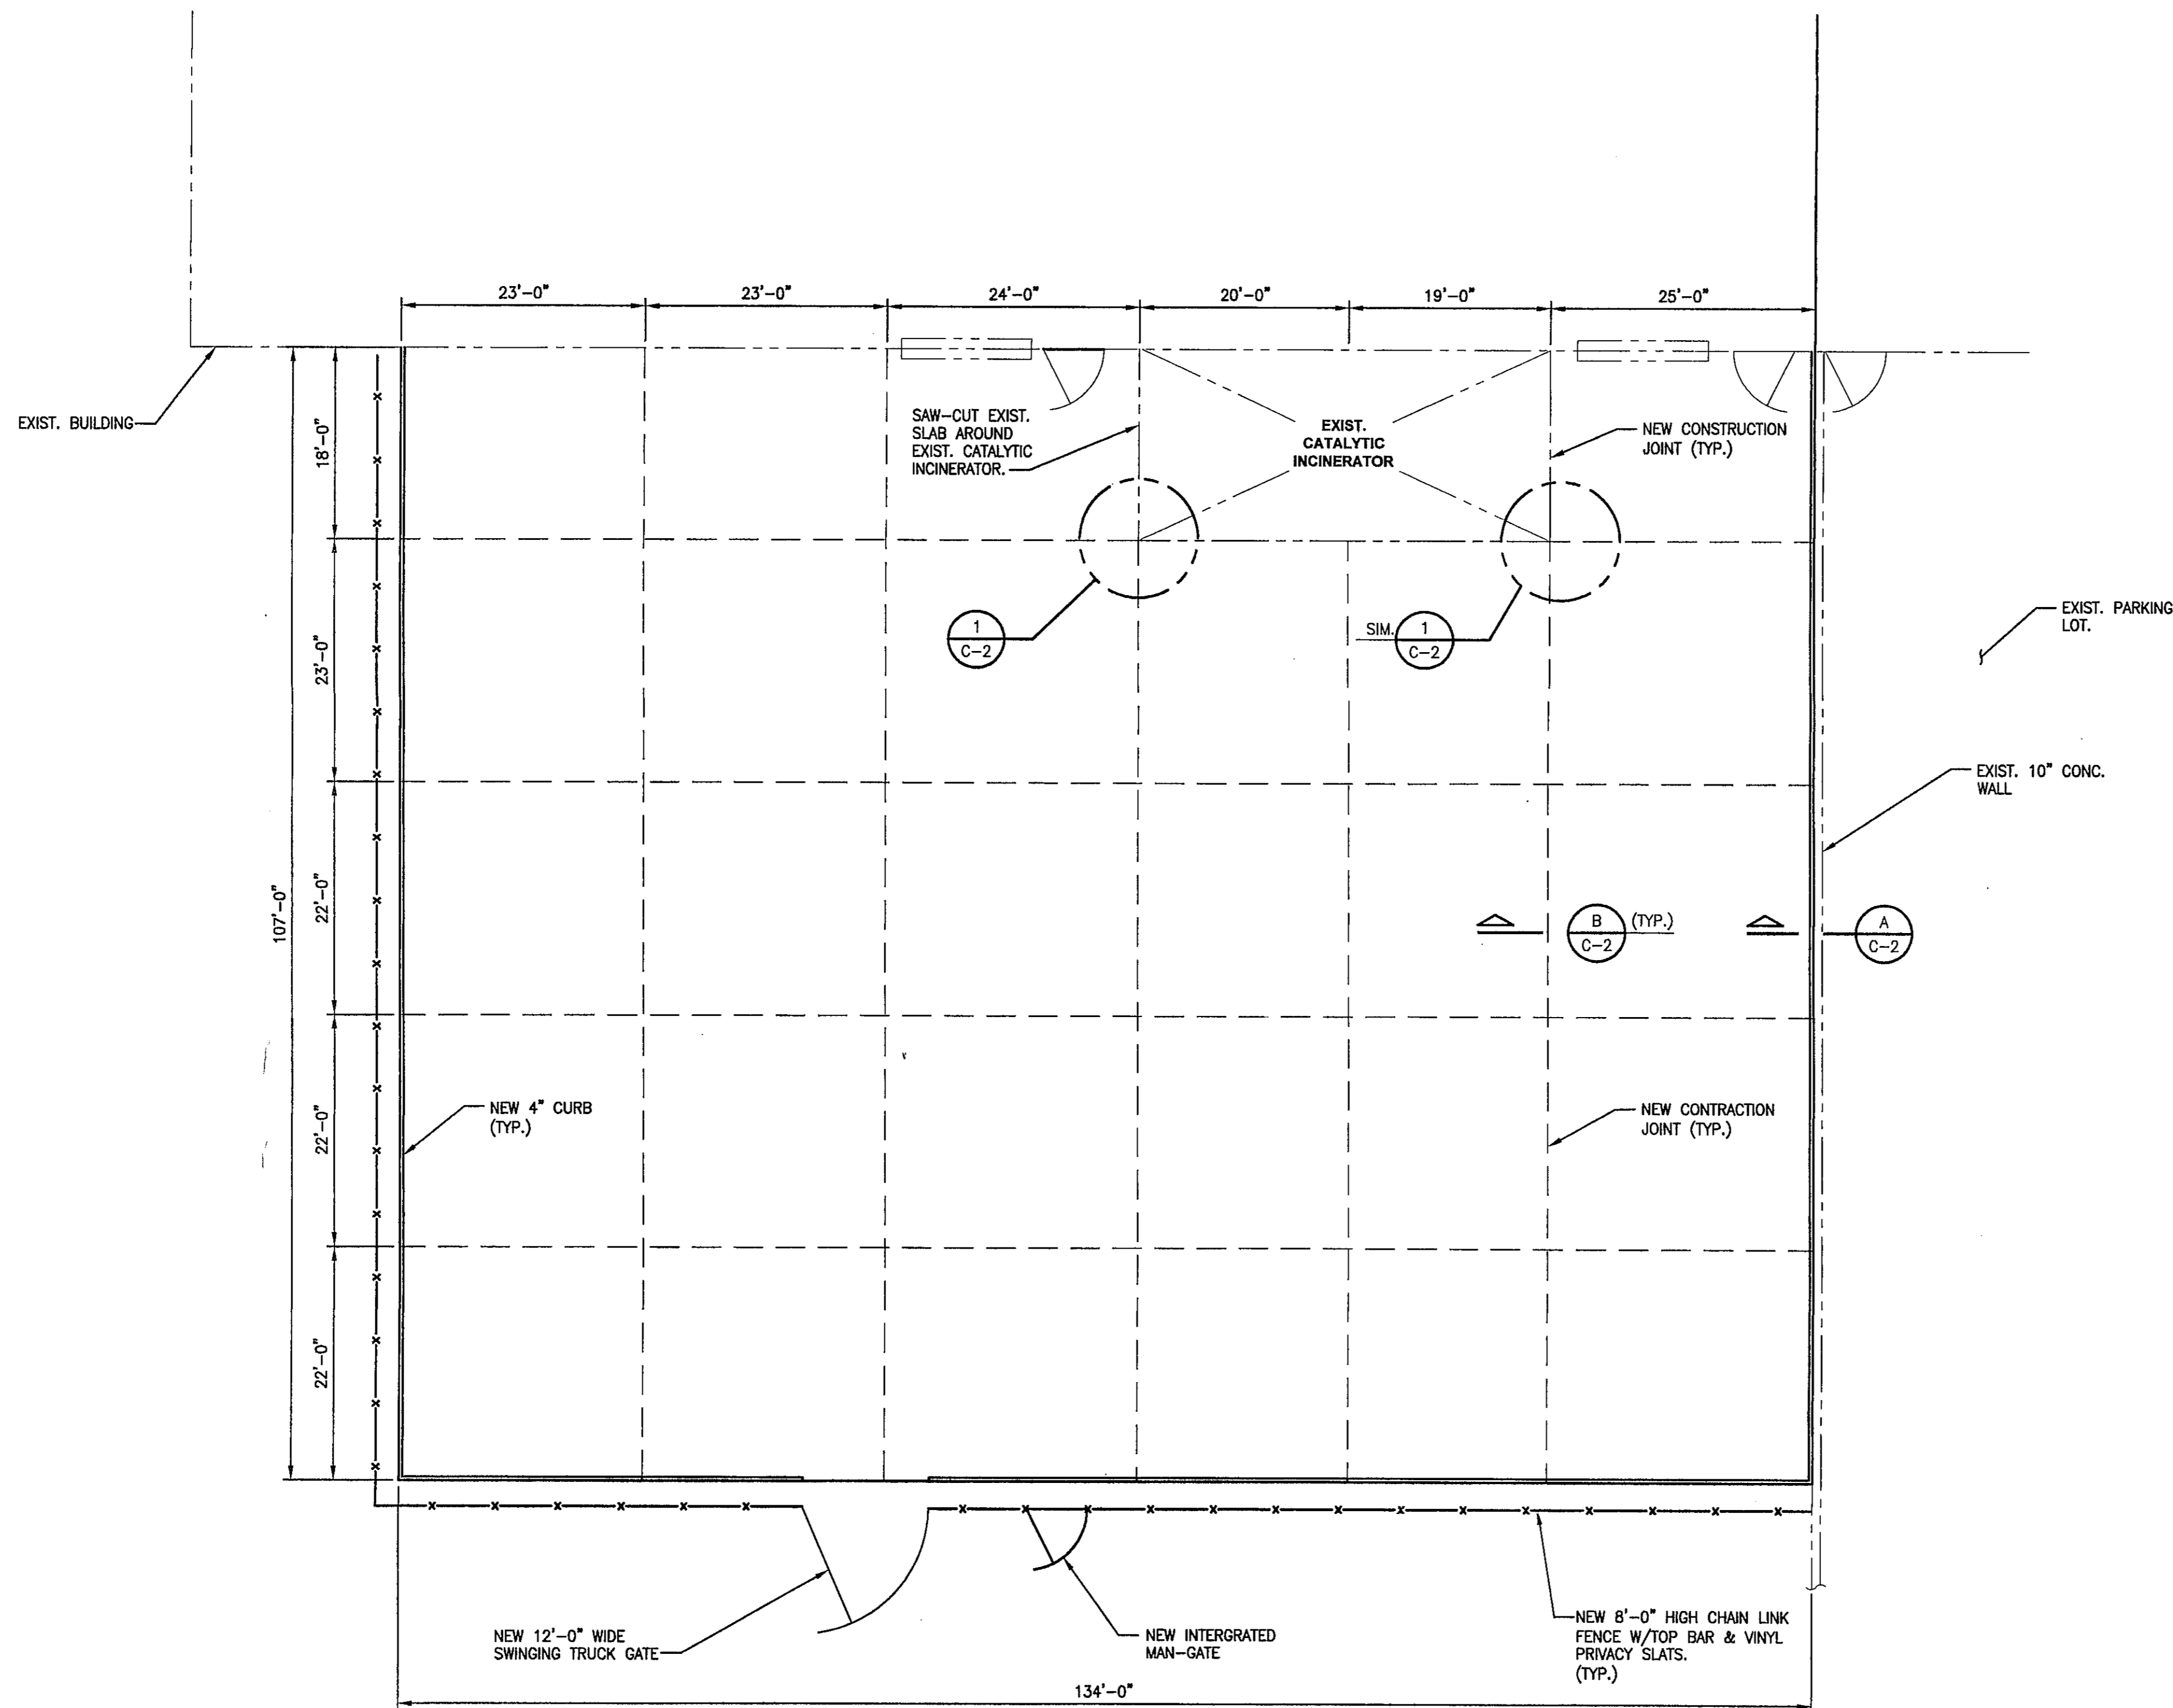 23'-0"
23'-0"
24'-0"
20'-0"
19'-0"
25'-0"
EXIST. BUILDING
18'-0"
SAW-CUT EXIST.
SLAB AROUND
EXIST. CATALYTIC
INCINERATOR.
EXIST.
CATALYTIC
INCINERATOR
NEW CONSTRUCTION
JOINT (TYP.)
23'-0"
1
C-2
SIM.
1
C-2
EXIST. PARKING
LOT.
EXIST. 10" CONC.
WALL
107'-0"
22'-0"
B
C-2
(TYP.)
A
C-2
22'-0"
NEW 4" CURB
(TYP.)
NEW CONTRACTION
JOINT (TYP.)
22'-0"
NEW 12'-0" WIDE
SWINGING TRUCK GATE
NEW INTERGRATED
MAN-GATE
NEW 8'-0" HIGH CHAIN LINK
FENCE W/TOP BAR & VINYL
PRIVACY SLATS.
(TYP.)
134'-0"